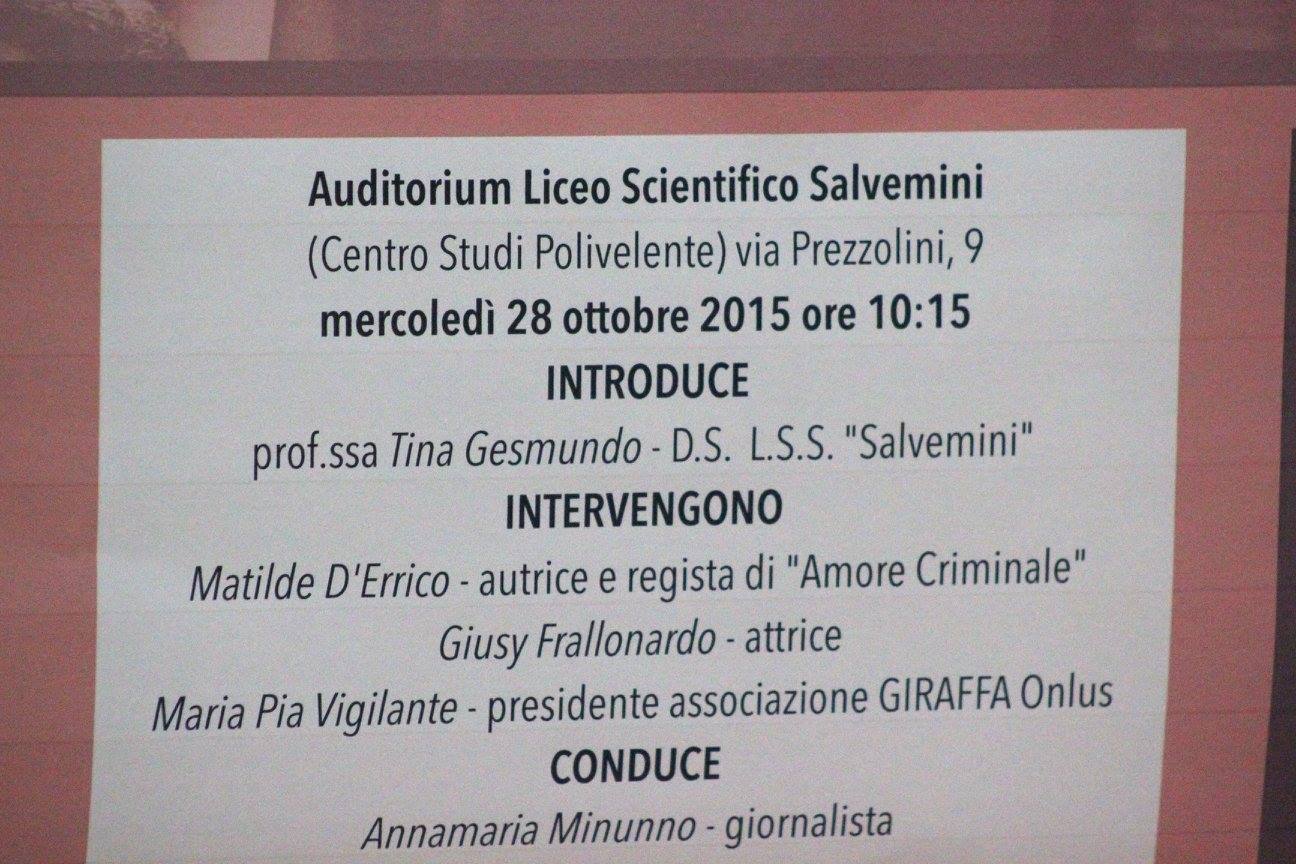 Auditorium Liceo Scientifico Salvemini
(Centro Studi Polivelente) via Prezzolini, 9
mercoledì 28 ottobre 2015 ore 10:15
INTRODUCE
prof.ssa Tina Gesmundo - D.S. L.S.S. "Salvemini"
INTERVENGONO
Matilde D'Errico - autrice e regista di "Amore Criminale"
Giusy Frallonardo - attrice
Maria Pia Vigilante - presidente associazione GIRAFFA Onlus
CONDUCE
Annamaria Minunno - giornalista